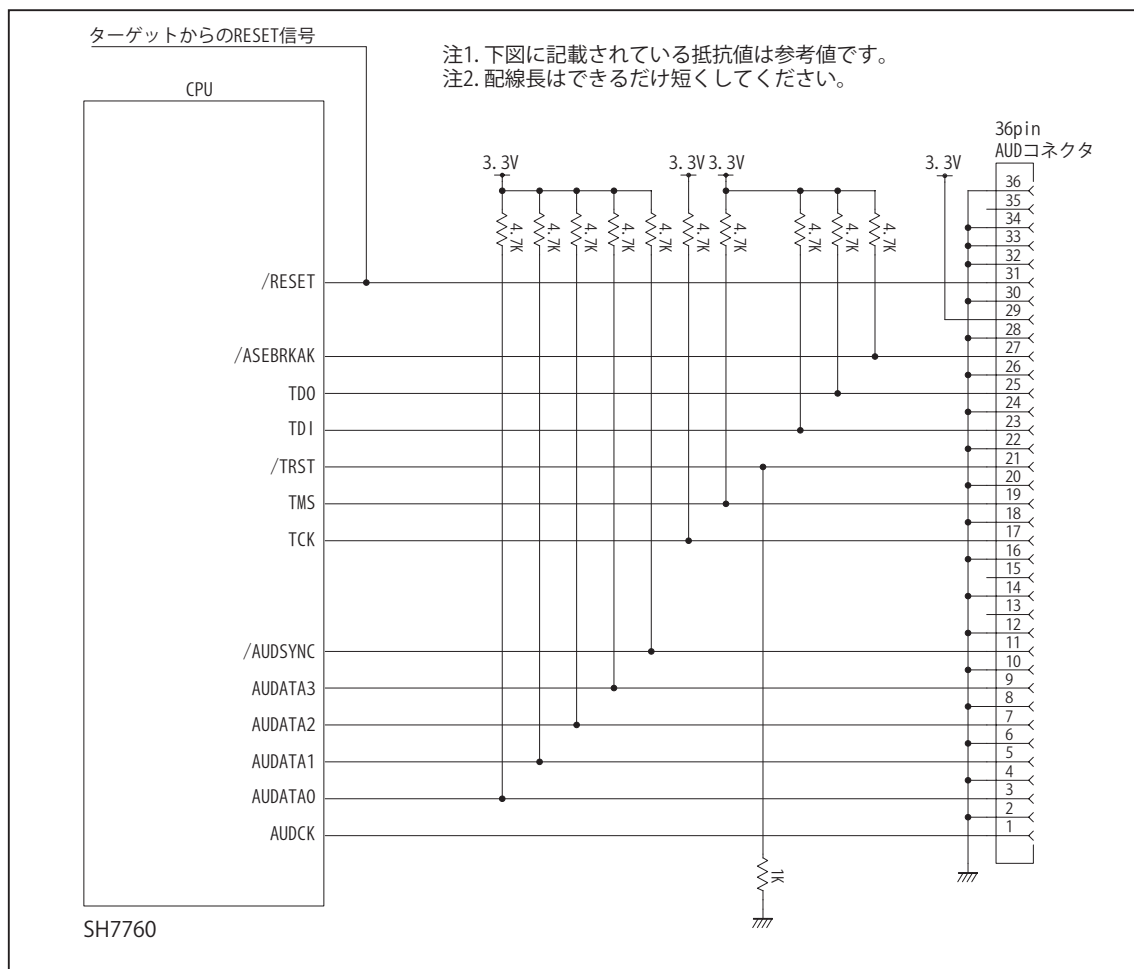 ターゲットからのRESET信号
注1. 下図に記載されている抵抗値は参考値です。
注2. 配線長はできるだけ短くしてください。
CPU
36pin
AUDコネクタ
3.3V
3.3V
3.3V
3.3V
4.7K
4.7K
4.7K
4.7K
4.7K
4.7K
4.7K
4.7K
4.7K
4.7K
36
35
34
33
32
/RESET
31
30
29
28
/ASEBRKAK
27
26
TDO
25
24
TDI
23
22
/TRST
21
20
TMS
19
18
TCK
17
16
15
14
13
12
/AUDSYNC
11
10
AUDATA3
9
8
AUDATA2
7
6
AUDATA1
5
4
AUDATA0
3
2
AUDCK
1
1K
SH7760